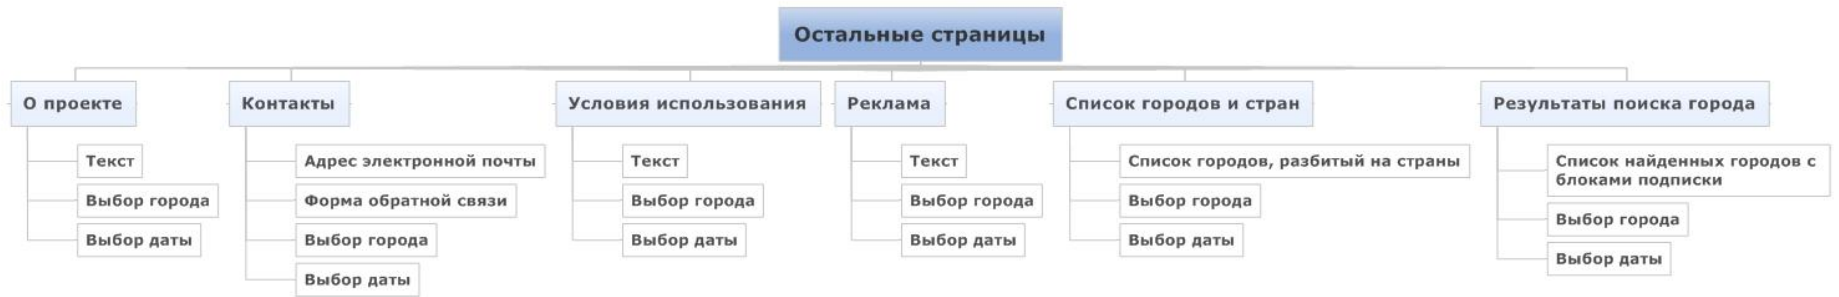 Остальные страницы
О проекте
Текст
Выбор города
Выбор даты
Контакты
Адрес электронной почты
Форма обратной связи
Выбор города
Выбор даты
Условия использования
Текст
Выбор города
Выбор даты
Реклама
Текст
Выбор города
Выбор даты
Список городов и стран
Список городов, разбитый на страны
Выбор города
Выбор даты
Результаты поиска города
Список найденных городов с
блоками подписки
Выбор города
Выбор даты